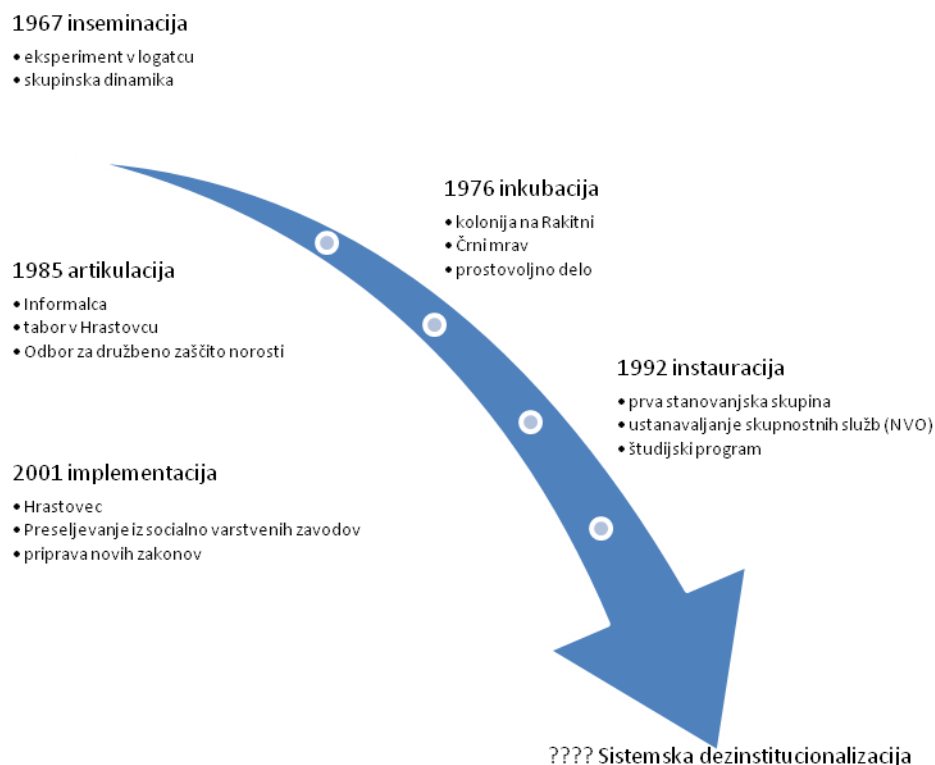 1967 inseminacija
• eksperiment v logatcu
• skupinska dinamika
1976 inkubacija
• kolonija na Rakitni
• Črni mrav
• prostovoljno delo
1985 artikulacija
• Informalca
• tabor v Hrastovcu
• Odbor za družbeno zaščito norosti
1992 instauracija
• prva stanovanjska skupina
• ustanavaljanje skupnostnih služb (NVO)
• študijski program
2001 implementacija
• Hrastovec
• Preseljevanje iz socialno varstvenih zavodov
• priprava novih zakonov
???? Sistemska dezinstitucionalizacija